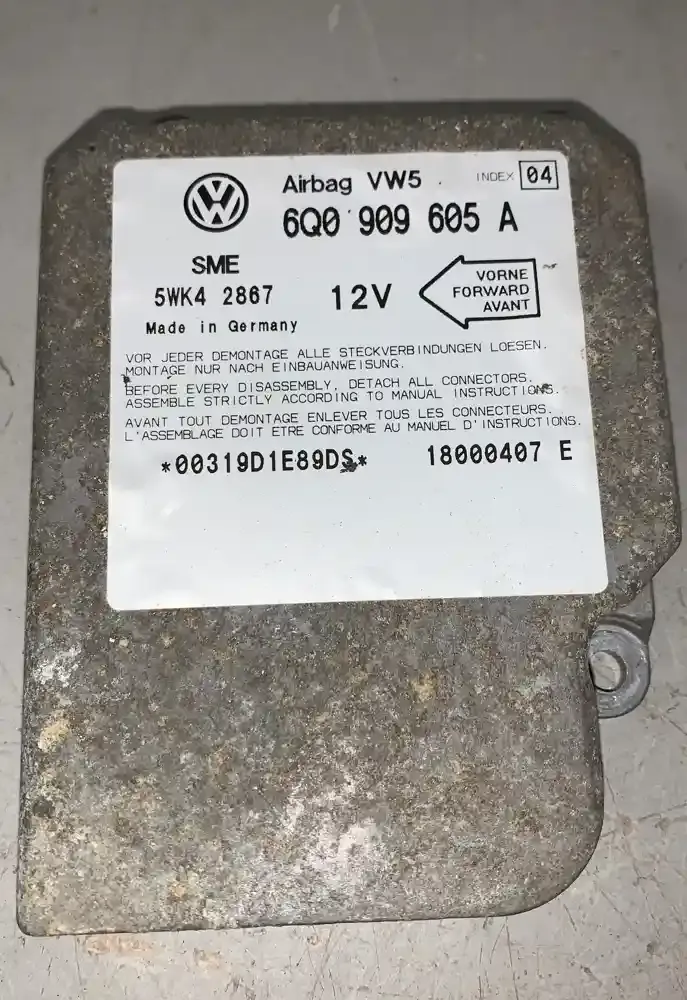 Airbag VW5
INDEX 04
6Q0 909 605 A
SME
5WK4 2867
12V
VORNE
FORWARD
AVANT
Made in Germany
VOR JEDER DEMONTAGE ALLE STECKVERBINDUNGEN LOESEN.
MONTAGE NUR NACH EINBAUANWEISUNG.
BEFORE EVERY DISASSEMBLY, DETACH ALL CONNECTORS.
ASSEMBLE STRICTLY ACCORDING TO MANUAL INSTRUCTIONS.
AVANT TOUT DEMONTAGE ENLEVER TOUS LES CONNECTEURS.
L'ASSEMBLAGE DOIT ETRE CONFORME AU MANUEL D'INSTRUCTIONS.
*00319D1E89DS*
18000407 E